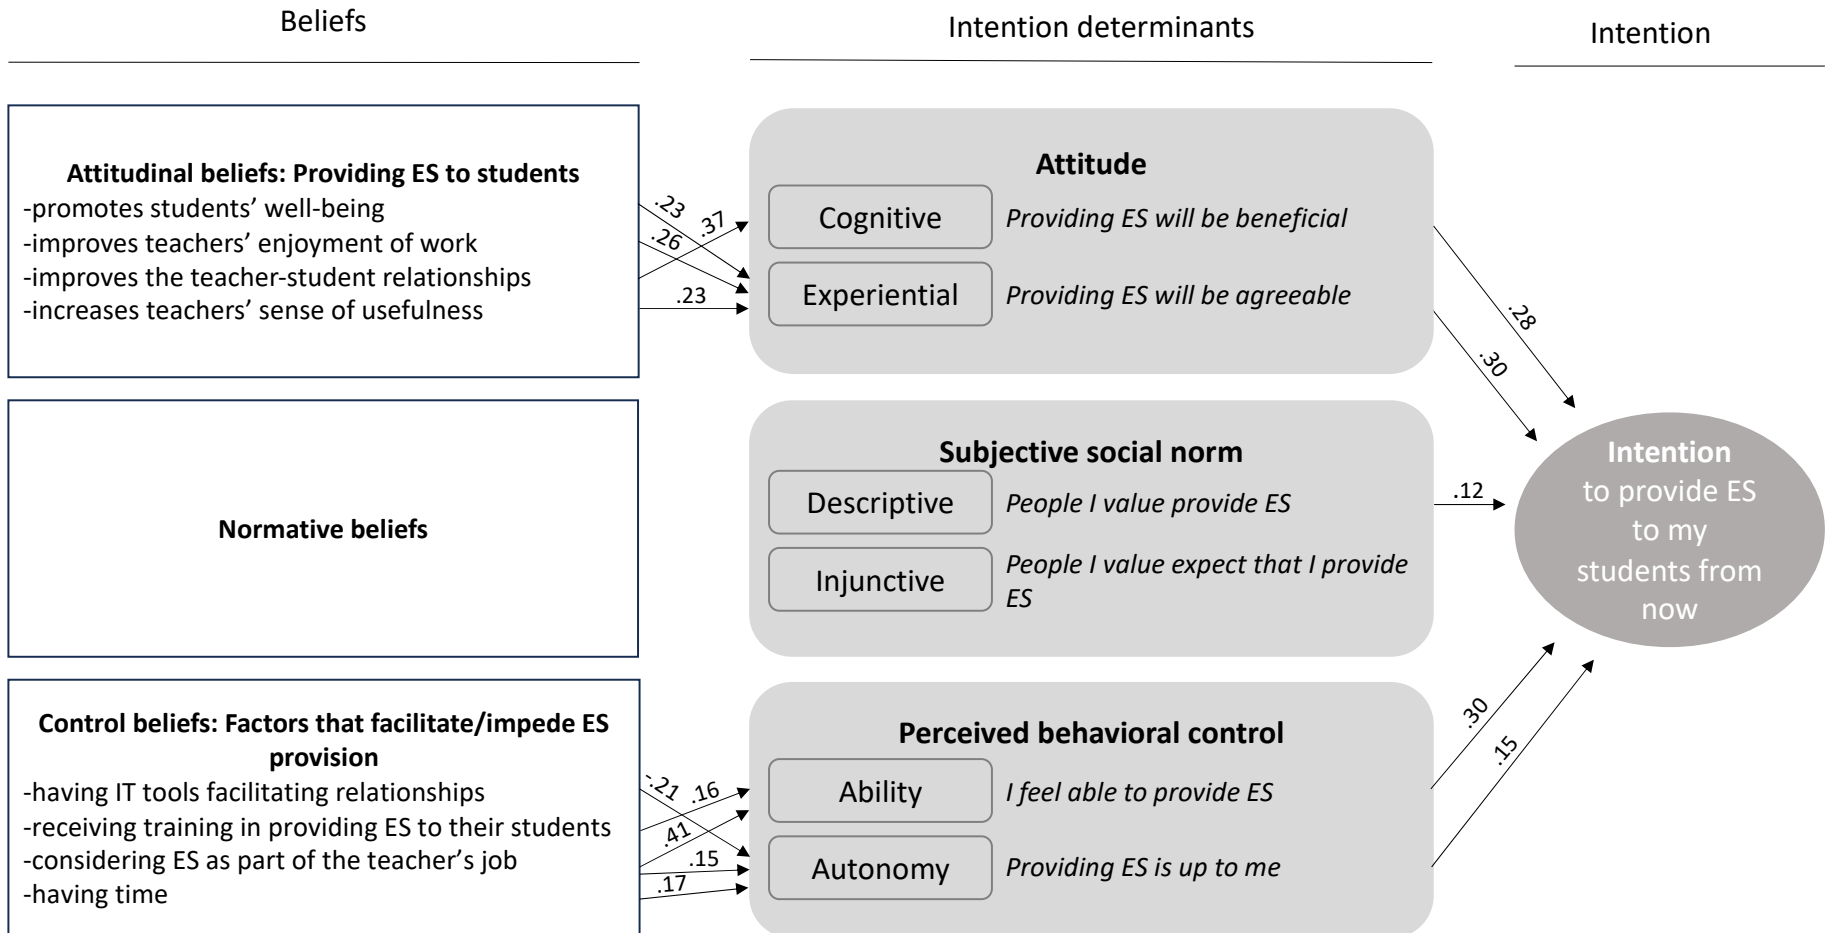 Beliefs
Intention determinants
Intention
Attitudinal beliefs: Providing ES to students
-promotes students’ well-being
-improves teachers’ enjoyment of work
-improves the teacher-student relationships
-increases teachers’ sense of usefulness
.23
.37
.26
.23
Attitude
Cognitive
Providing ES will be beneficial
Experiential
Providing ES will be agreeable
.28
.30
Normative beliefs
Subjective social norm
Descriptive
People I value provide ES
Injunctive
People I value expect that I provide
ES
.12
Intention
to provide ES
to my
students from
now
Control beliefs: Factors that facilitate/impede ES
provision
-having IT tools facilitating relationships
-receiving training in providing ES to their students
-considering ES as part of the teacher’s job
-having time
-.21
.16
.41
.15
.17
Perceived behavioral control
Ability
I feel able to provide ES
Autonomy
Providing ES is up to me
.30
.15